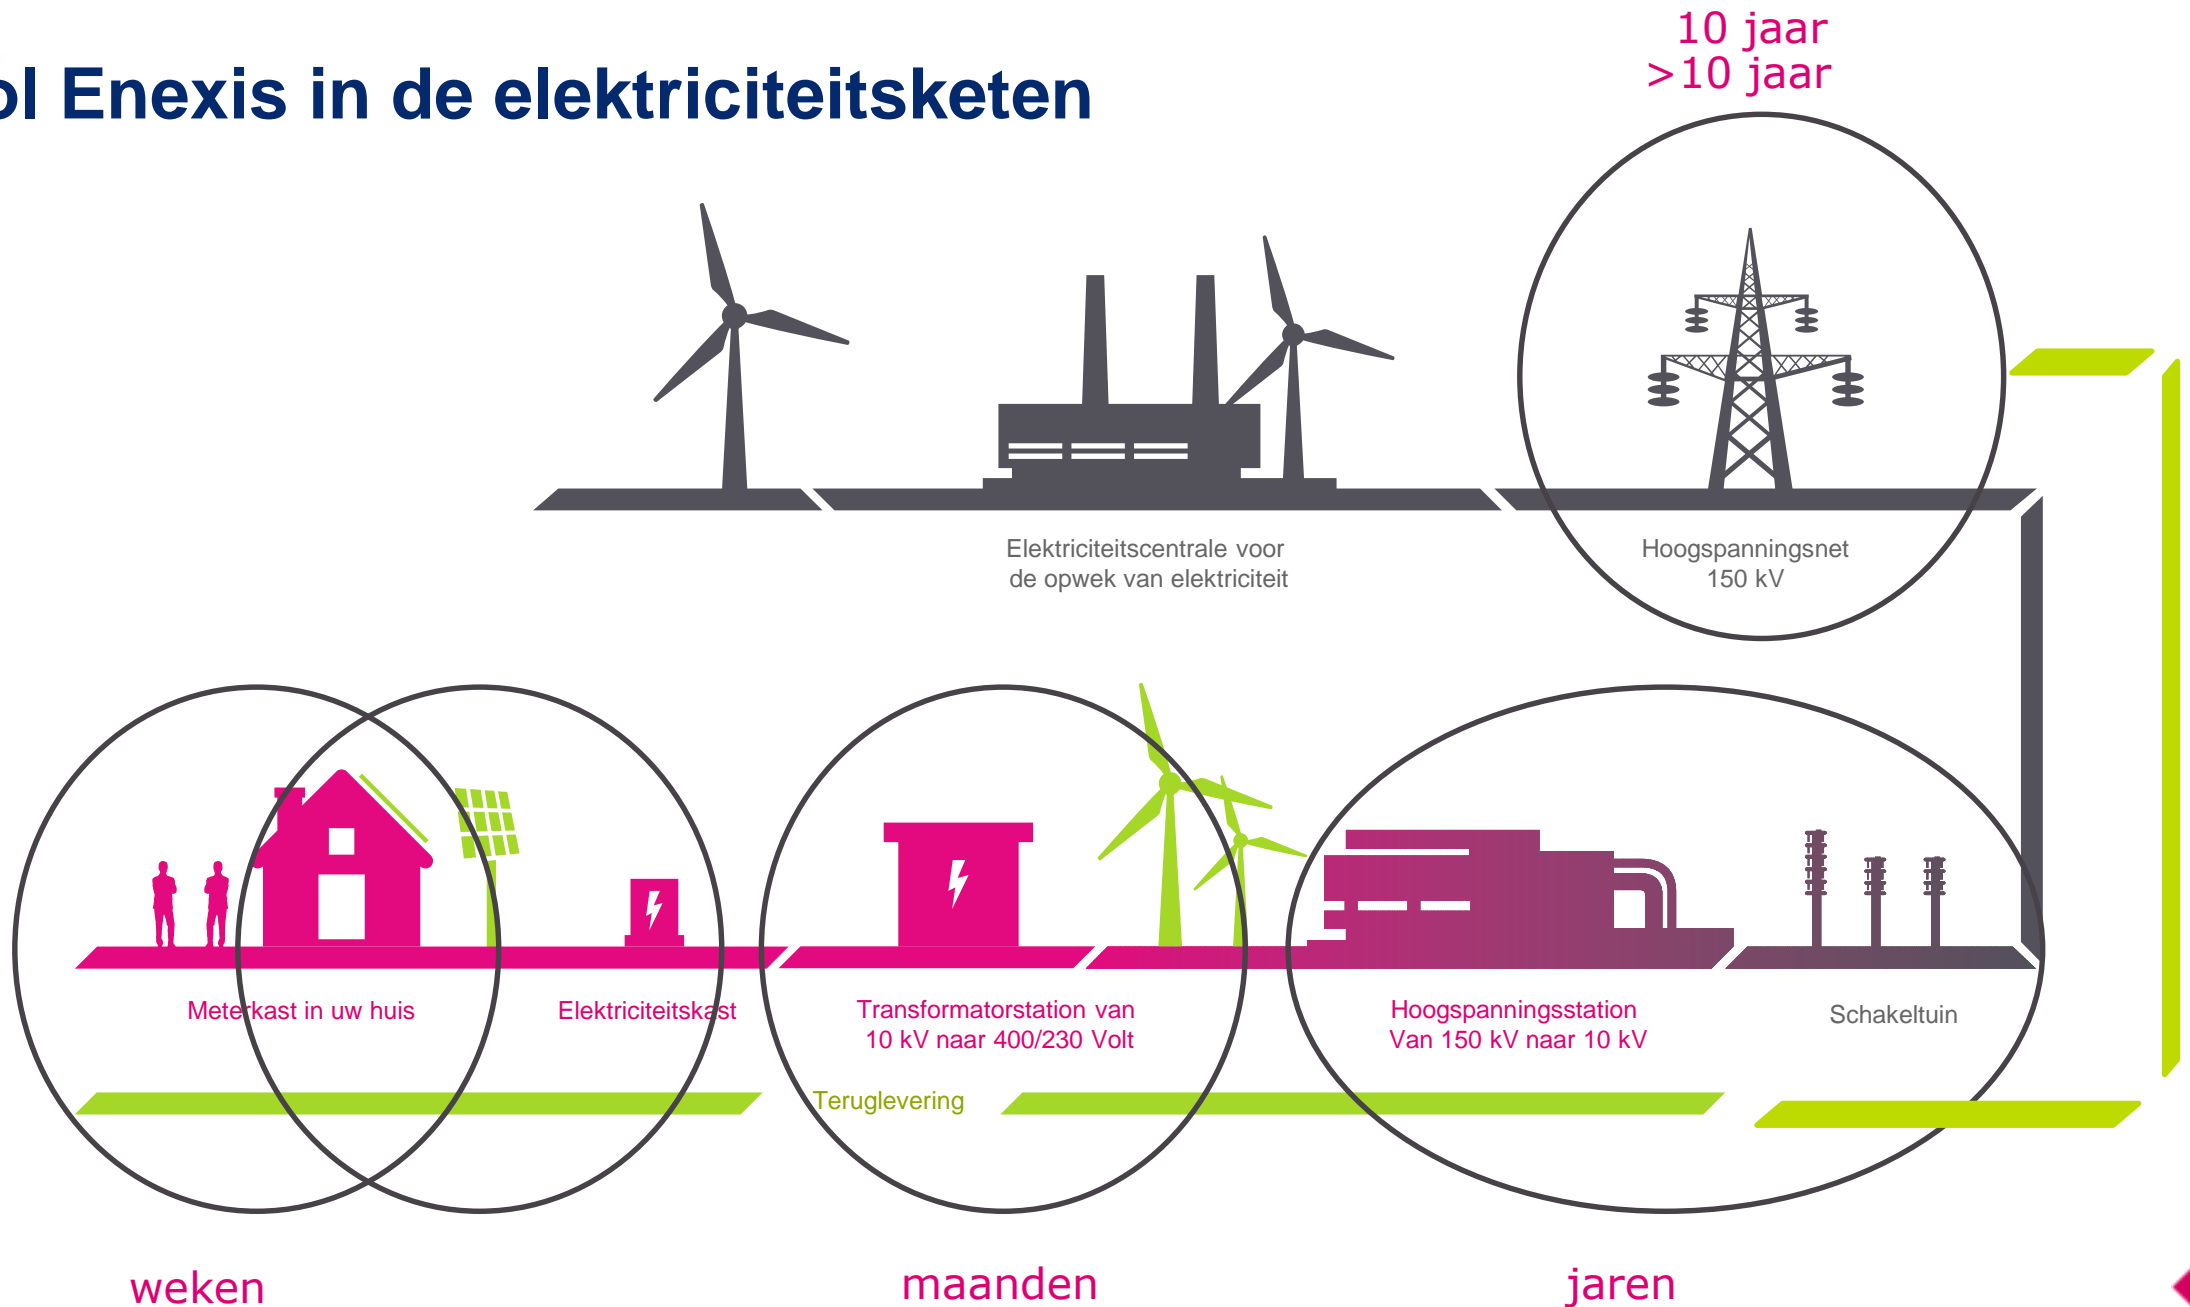 10 jaar
>10 jaar
ol Enexis in de elektriciteitsketen
Elektriciteitscentrale voor
de opwek van elektriciteit
Hoogspanningsnet
150 kV
Meterkast in uw huis
Elektriciteitskast
Transformatorstation van
10 kV naar 400/230 Volt
Hoogspanningsstation
Van 150 kV naar 10 kV
Schakeltuin
Teruglevering
weken
maanden
jaren